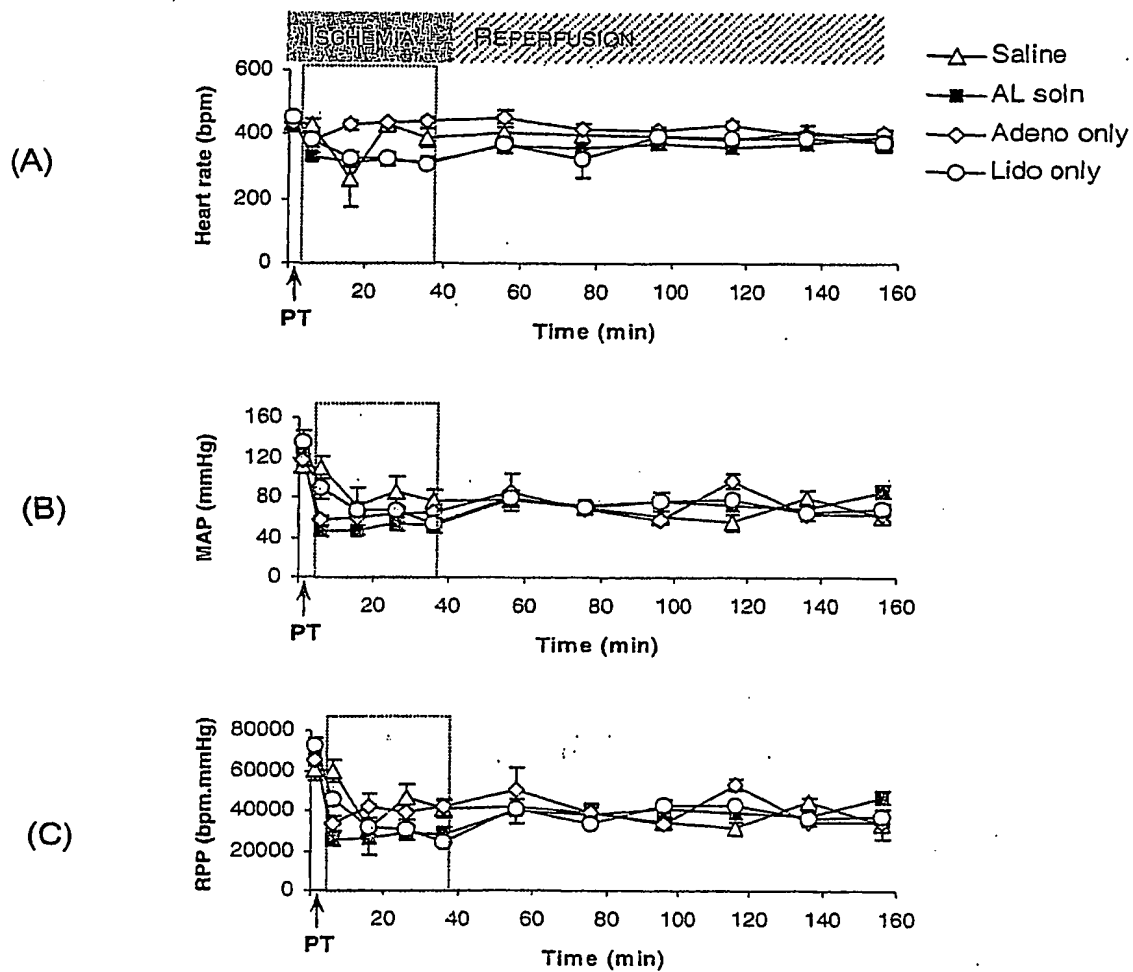 ISCHEMIA REPERFUSION
Saline
AL soln
Adeno only
Lido only
(A)
Heart rate (bpm)
600
400
200
0
20 40 60 80 100 120 140 160
PT
Time (min)
(B)
MAP (mmHg)
160
120
80
40
0
20 40 60 80 100 120 140 160
PT
Time (min)
(C)
RPP (bpm.mmHg)
80000
60000
40000
20000
0
20 40 60 80 100 120 140 160
PT
Time (min)